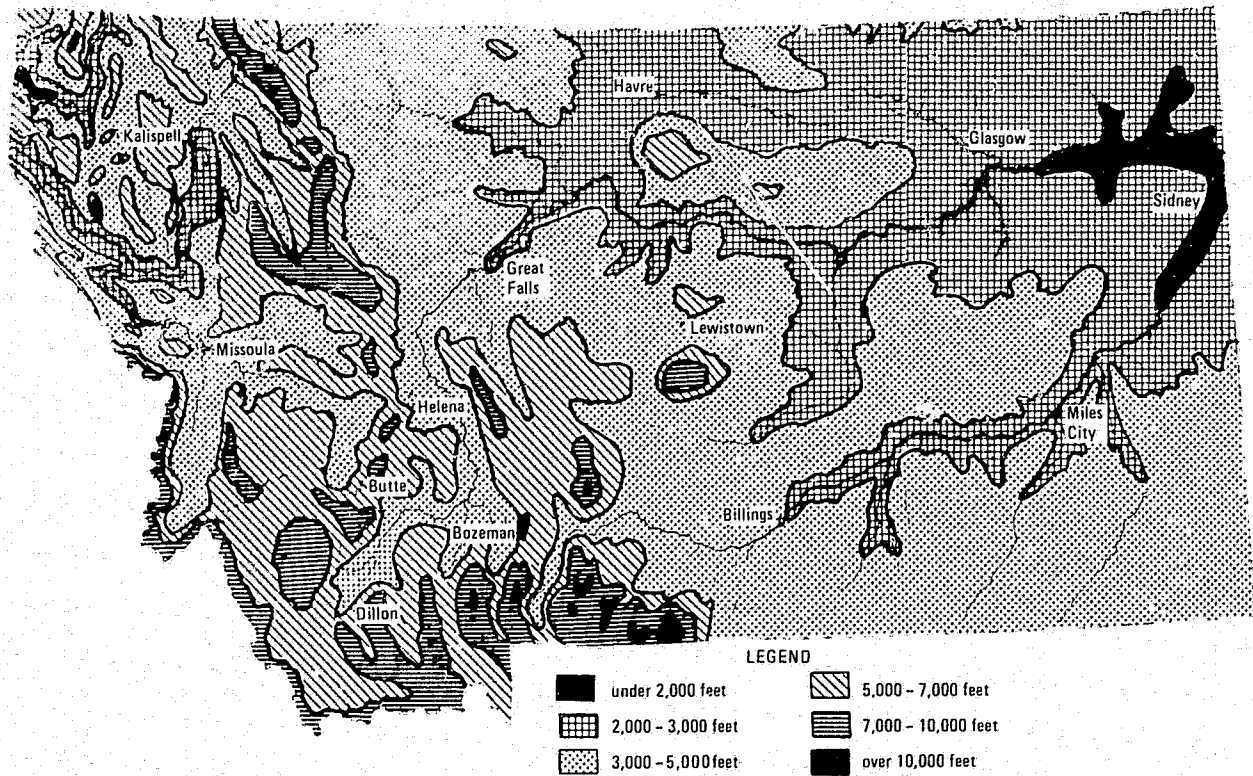 Havre
Kalispell
Glasgow
Sidney
Great
Falls
Lewistown
Missoula
Helena
Miles
City
Butte
Billings
Bozeman
Dillon
LEGEND
under 2,000 feet
2,000 - 3,000 feet
3,000 - 5,000 feet
5,000 - 7,000 feet
7,000 - 10,000 feet
over 10,000 feet